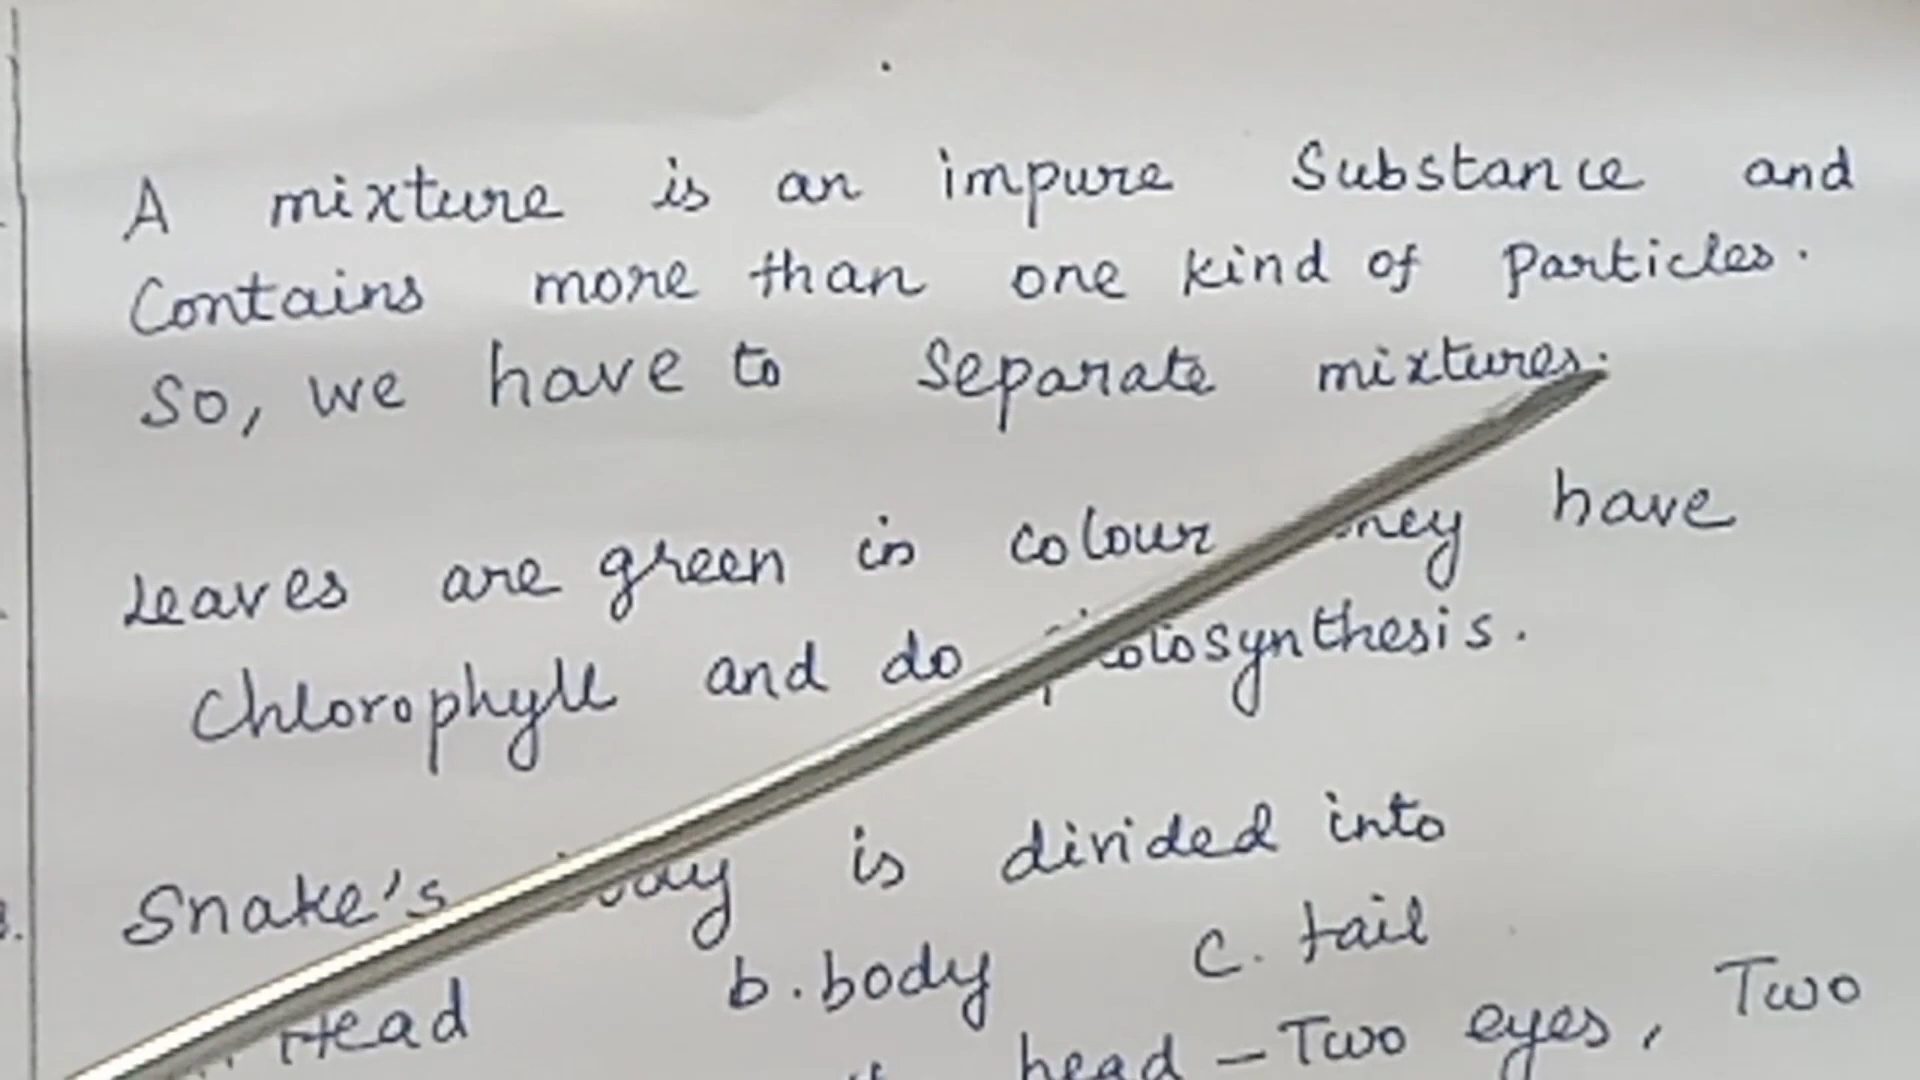 A mixture is an impure Substance and
Contains more than one kind of Particles.
So, we have to Separate mixtures.
Leaves are green in colour have
Chlorophyll and do
3. Snake's is divided into
Head b. body c. tail
head - Two eyes, Two